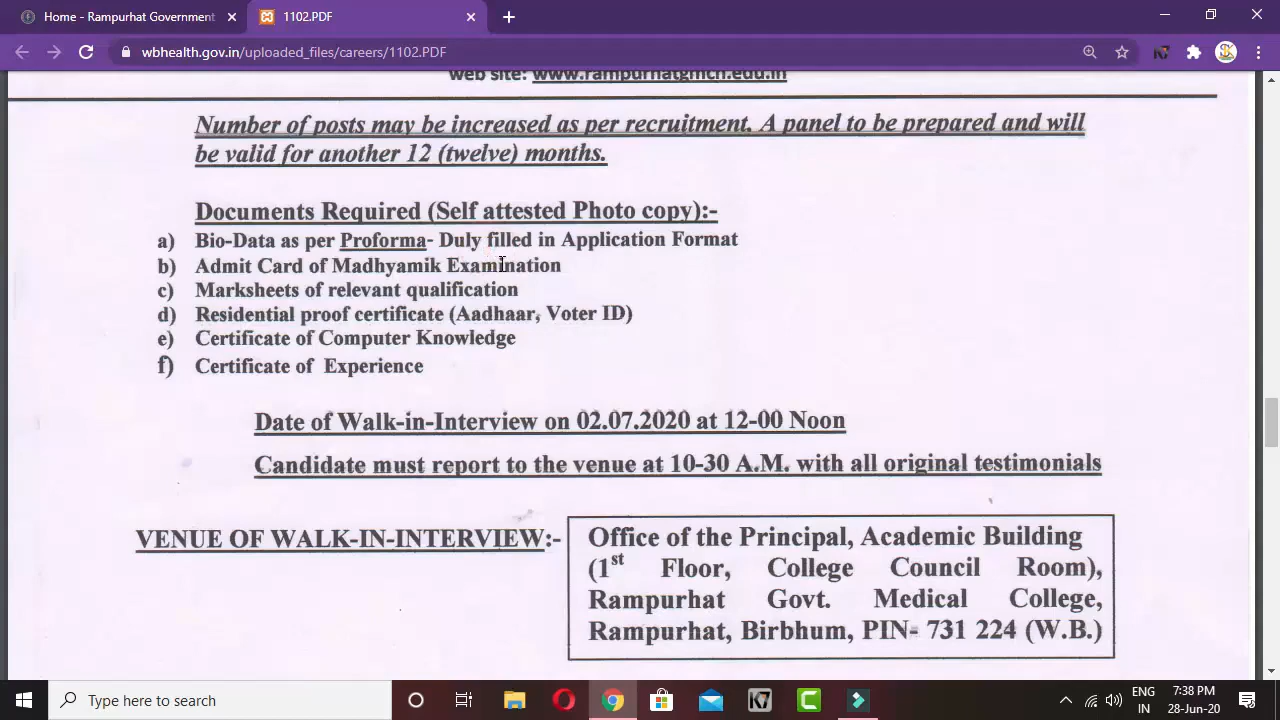 Home - Rampurhat Government
1102.PDF
wbhealth.gov.in/uploaded_files/careers/1102.PDF
web site: www.rampurhatgmch.edu.in
Number of posts may be increased as per recruitment. A panel to be prepared and will
be valid for another 12 (twelve) months.
Documents Required (Self attested Photo copy):-
a) Bio-Data as per Proforma- Duly filled in Application Format
b) Admit Card of Madhyamik Examination
c) Marksheets of relevant qualification
d) Residential proof certificate (Aadhaar, Voter ID)
e) Certificate of Computer Knowledge
f) Certificate of Experience
Date of Walk-in-Interview on 02.07.2020 at 12-00 Noon
Candidate must report to the venue at 10-30 A.M. with all original testimonials
VENUE OF WALK-IN-INTERVIEW:-
Office of the Principal, Academic Building
(1st Floor, College Council Room),
Rampurhat Govt. Medical College,
Rampurhat, Birbhum, PIN- 731 224 (W.B.)
Type here to search
ENG
IN
7:38 PM
28-Jun-20